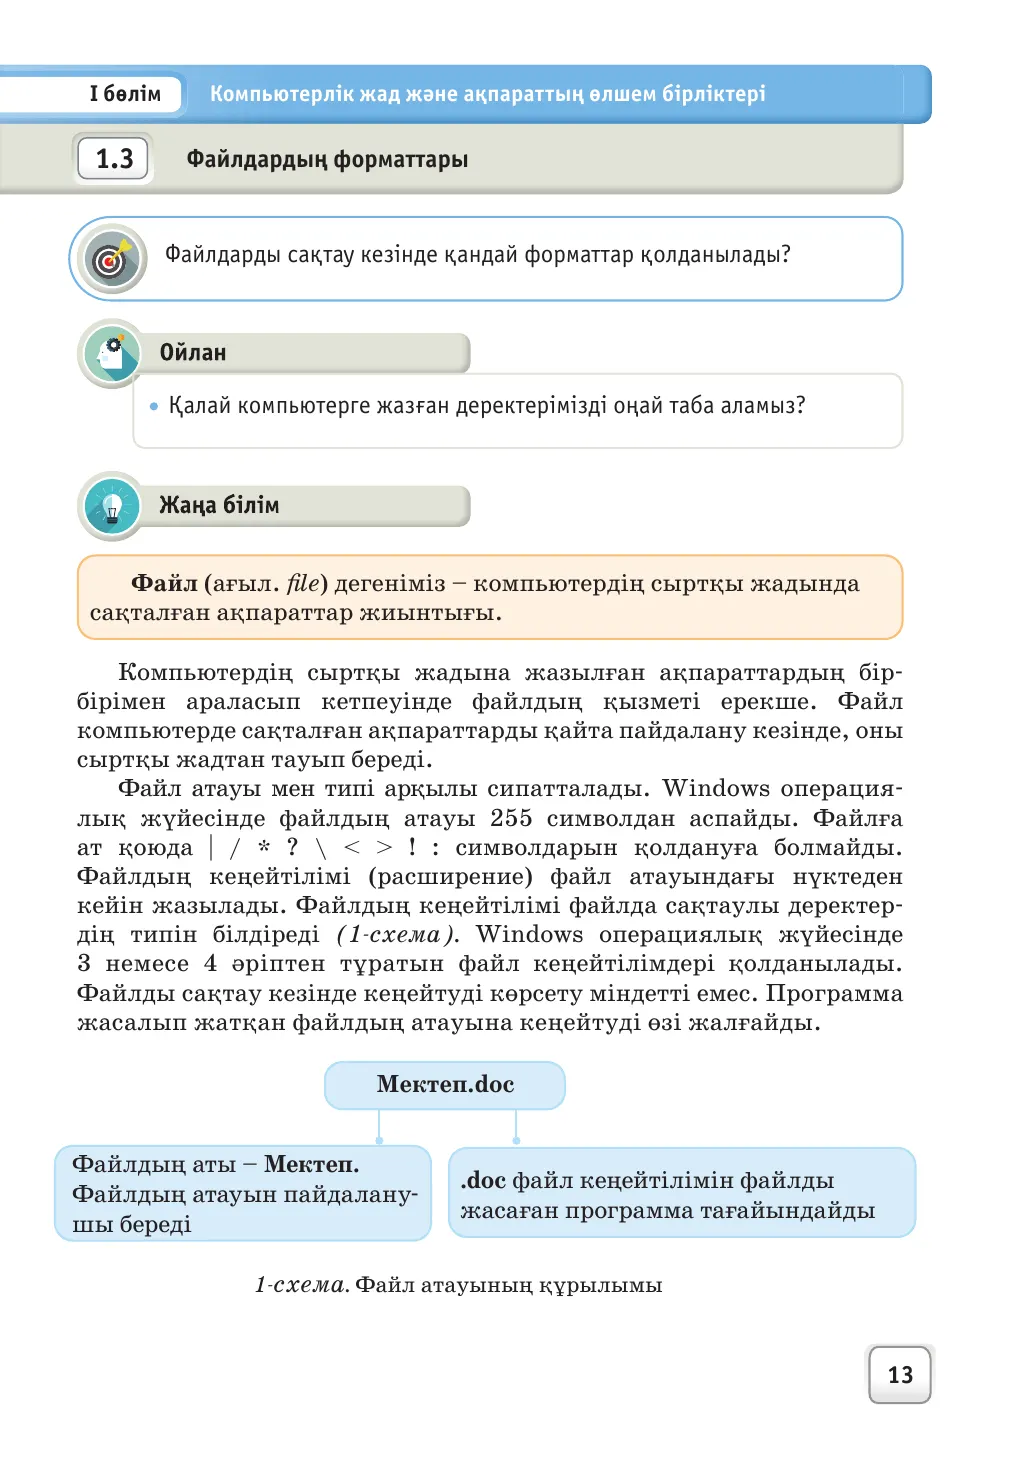 І бөлім
Компьютерлік жад және ақпараттың өлшем бірліктері
1.3
Файлдардың форматтары
Файлдарды сақтау кезінде қандай форматтар қолданылады?
Ойлан
• Қалай компьютерге жазған деректерімізді оңай таба аламыз?
Жаңа білім
Файл (ағыл. file) дегеніміз – компьютердің сыртқы жадында
сақталған ақпараттар жиынтығы.
Компьютердің сыртқы жадына жазылған ақпараттардың бір-
бірімен араласып кетпеуінде файлдың қызметі ерекше. Файл
компьютерде сақталған ақпараттарды қайта пайдалану кезінде, оны
сыртқы жадтан тауып береді.
Файл атауы мен типі арқылы сипатталады. Windows операция-
лық жүйесінде файлдың атауы 255 символдан аспайды. Файлға
ат қоюда | / * ? \ < > ! : символдарын қолдануға болмайды.
Файлдың кеңейтілімі (расширение) файл атауындағы нүктеден
кейін жазылады. Файлдың кеңейтілімі файлда сақтаулы деректер-
дің типін білдіреді (1-схема). Windows операциялық жүйесінде
3 немесе 4 әріптен тұратын файл кеңейтілімдері қолданылады.
Файлды сақтау кезінде кеңейтуді көрсету міндетті емес. Программа
жасалып жатқан файлдың атауына кеңейтуді өзі жалғайды.
Мектеп.doc
Файлдың аты – Мектеп.
Файлдың атауын пайдалану-
шы береді
.doc файл кеңейтілімін файлды
жасаған программа тағайындайды
1-схема. Файл атауының құрылымы
13